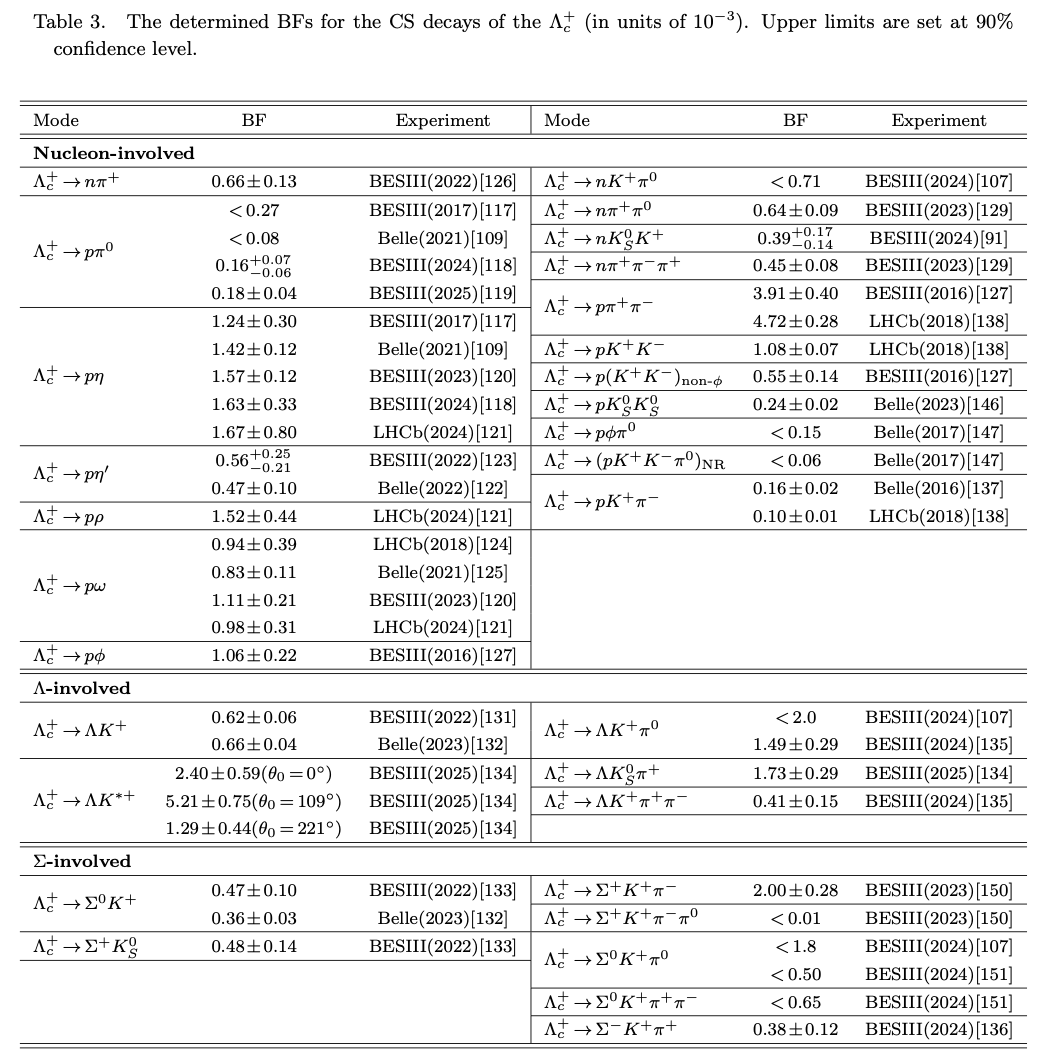 Table 3. The determined BFs for the CS decays of the Λ_c^+ (in units of 10^−3). Upper limits are set at 90%
confidence level.
Mode BF Experiment Mode BF Experiment
Nucleon-involved
Λ_c^+ → nπ^+ 0.66±0.13 BESIII(2022)[126] Λ_c^+ → nK^+π^0 <0.71 BESIII(2024)[107]
Λ_c^+ → pπ^0 <0.27 BESIII(2017)[117] Λ_c^+ → nπ^+π^0 0.64±0.09 BESIII(2023)[129]
<0.08 Belle(2021)[109] Λ_c^+ → nK_S^0K^+ 0.39^{+0.17}_{−0.14} BESIII(2024)[91]
0.16^{+0.07}_{−0.06} BESIII(2024)[118] Λ_c^+ → nπ^+π^−π^+ 0.45±0.08 BESIII(2023)[129]
0.18±0.04 BESIII(2025)[119] Λ_c^+ → pπ^+π^− 3.91±0.40 BESIII(2016)[127]
Λ_c^+ → pη 1.24±0.30 BESIII(2017)[117] 4.72±0.28 LHCb(2018)[138]
1.42±0.12 Belle(2021)[109] Λ_c^+ → pK^+K^− 1.08±0.07 LHCb(2018)[138]
1.57±0.12 BESIII(2023)[120] Λ_c^+ → p(K^+K^−)_{non-ϕ} 0.55±0.14 BESIII(2016)[127]
1.63±0.33 BESIII(2024)[118] Λ_c^+ → pK_S^0K_S^0 0.24±0.02 Belle(2023)[146]
1.67±0.80 LHCb(2024)[121] Λ_c^+ → pϕπ^0 <0.15 Belle(2017)[147]
Λ_c^+ → pη′ 0.56^{+0.25}_{−0.21} BESIII(2022)[123] Λ_c^+ → (pK^+K^−π^0)_{NR} <0.06 Belle(2017)[147]
0.47±0.10 Belle(2022)[122] Λ_c^+ → pK^+π^− 0.16±0.02 Belle(2016)[137]
Λ_c^+ → pρ 1.52±0.44 LHCb(2024)[121] 0.10±0.01 LHCb(2018)[138]
Λ_c^+ → pω 0.94±0.39 LHCb(2018)[124]
0.83±0.11 Belle(2021)[125]
1.11±0.21 BESIII(2023)[120]
0.98±0.31 LHCb(2024)[121]
Λ_c^+ → pϕ 1.06±0.22 BESIII(2016)[127]
Λ-involved
Λ_c^+ → ΛK^+ 0.62±0.06 BESIII(2022)[131] Λ_c^+ → ΛK^+π^0 <2.0 BESIII(2024)[107]
0.66±0.04 Belle(2023)[132] 1.49±0.29 BESIII(2024)[135]
Λ_c^+ → ΛK^{*+} 2.40±0.59(θ_0=0°) BESIII(2025)[134] Λ_c^+ → ΛK_S^0π^+ 1.73±0.29 BESIII(2025)[134]
5.21±0.75(θ_0=109°) BESIII(2025)[134] Λ_c^+ → ΛK^+π^+π^− 0.41±0.15 BESIII(2024)[135]
1.29±0.44(θ_0=221°) BESIII(2025)[134]
Σ-involved
Λ_c^+ → Σ^0K^+ 0.47±0.10 BESIII(2022)[133] Λ_c^+ → Σ^+K^+π^− 2.00±0.28 BESIII(2023)[150]
0.36±0.03 Belle(2023)[132] Λ_c^+ → Σ^+K^+π^−π^0 <0.01 BESIII(2023)[150]
Λ_c^+ → Σ^+K_S^0 0.48±0.14 BESIII(2022)[133] Λ_c^+ → Σ^0K^+π^0 <1.8 BESIII(2024)[107]
<0.50 BESIII(2024)[151]
Λ_c^+ → Σ^0K^+π^+π^− <0.65 BESIII(2024)[151]
Λ_c^+ → Σ^−K^+π^+ 0.38±0.12 BESIII(2024)[136]